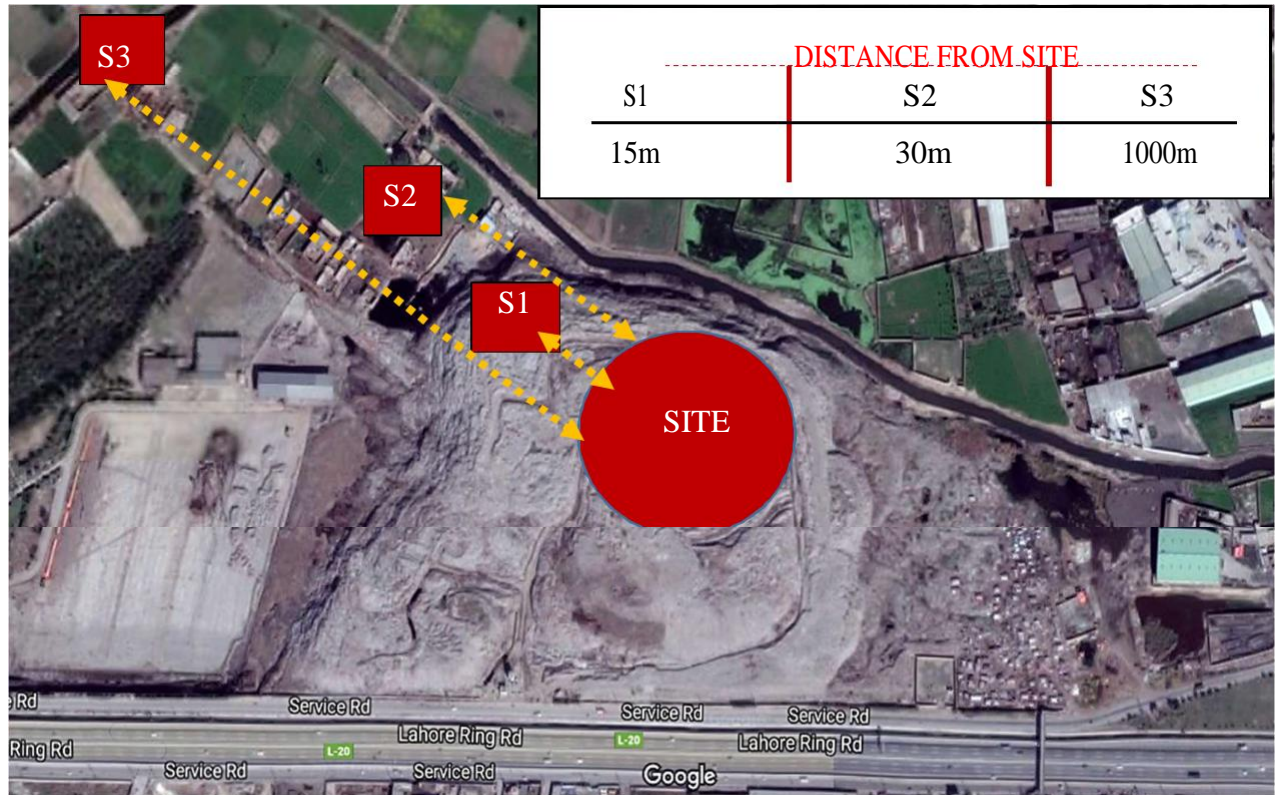 S3
DISTANCE FROM SITE
S1 S2 S3
15m 30m 1000m
S2
S1
SITE
Rd
Service Rd
Service Rd
Service Rd
Ring Rd
L-20
Lahore Ring Rd
L-20
Lahore Ring Rd
Service Rd
Service Rd
Google